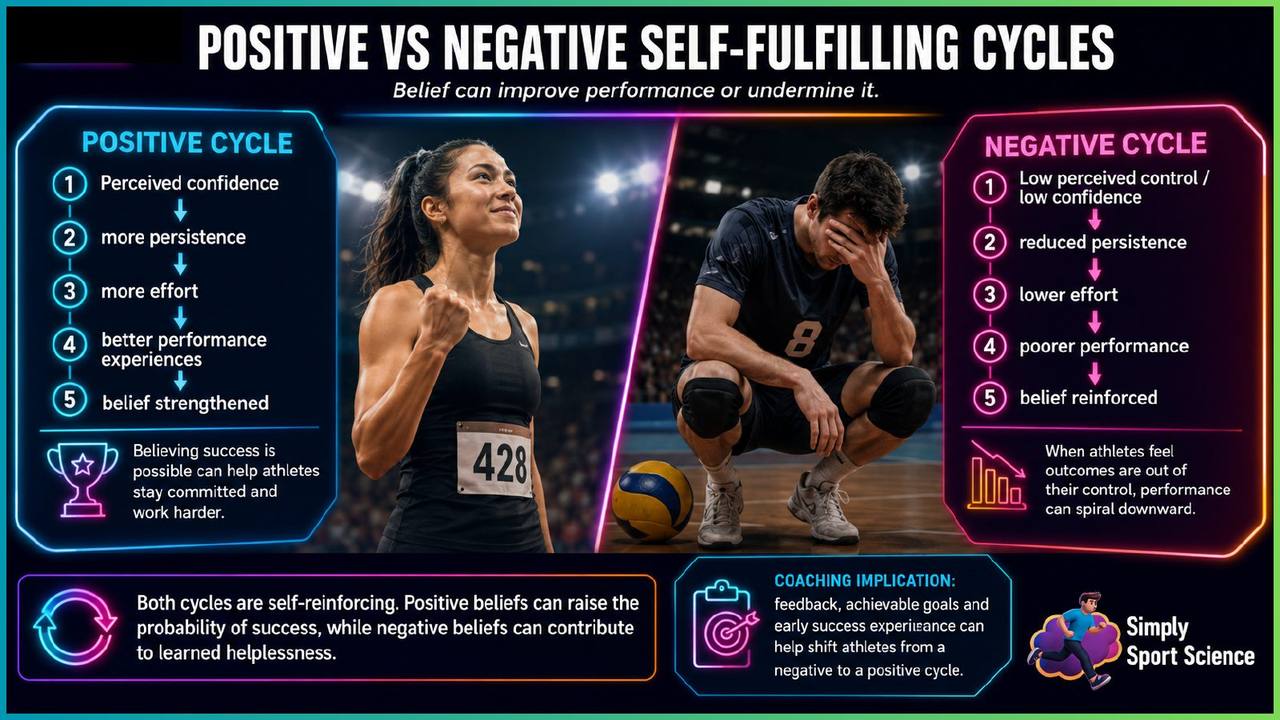 POSITIVE VS NEGATIVE SELF-FULFILLING CYCLES
Belief can improve performance or undermine it.
POSITIVE CYCLE
1 Perceived confidence
2 more persistence
3 more effort
4 better performance
experiences
5 belief strengthened
Believing success is
possible can help athletes
stay committed and
work harder.
428
8
NEGATIVE CYCLE
1 Low perceived control /
low confidence
2 reduced persistence
3 lower effort
4 poorer performance
5 belief reinforced
When athletes feel
outcomes are out of
their control, performance
can spiral downward.
Both cycles are self-reinforcing. Positive beliefs can raise the
probability of success, while negative beliefs can contribute
to learned helplessness.
COACHING IMPLICATION:
feedback, achievable goals and
early success experiirance can
help shift athletes from a
negative to a positive cycle.
Simply
Sport Science